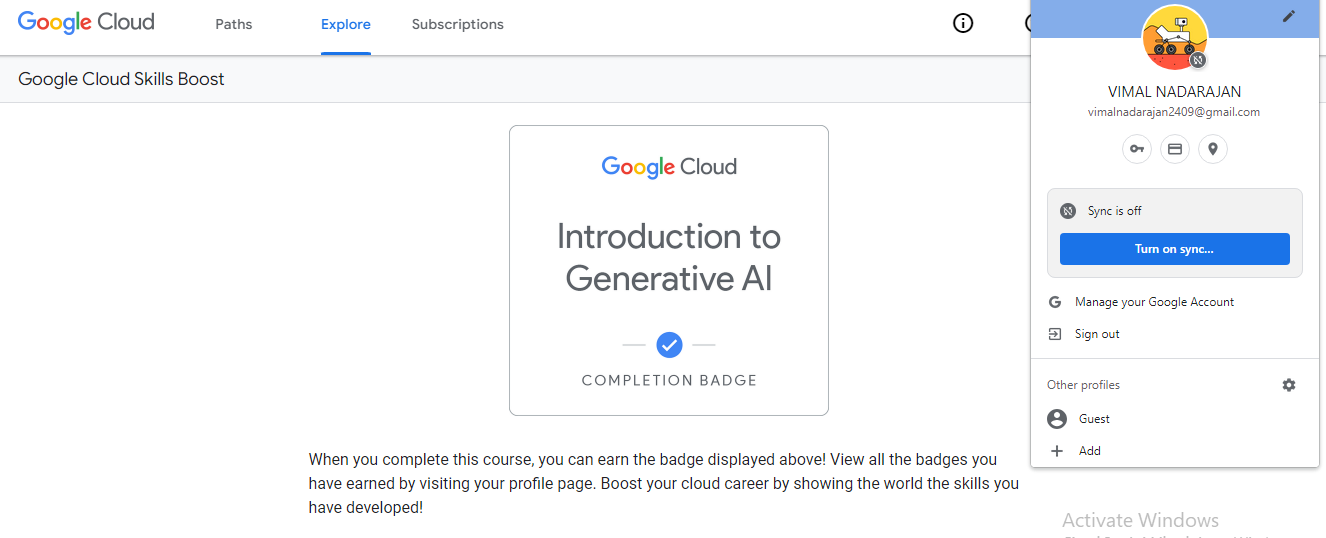 Google Cloud
Paths
Explore
Subscriptions
Google Cloud Skills Boost
Google Cloud
Introduction to
Generative AI
COMPLETION BADGE
When you complete this course, you can earn the badge displayed above! View all the badges you
have earned by visiting your profile page. Boost your cloud career by showing the world the skills you
have developed!
VIMAL NADARAJAN
vimalnadarajan2409@gmail.com
Sync is off
Turn on sync...
Manage your Google Account
Sign out
Other profiles
Guest
Add
Activate Windows